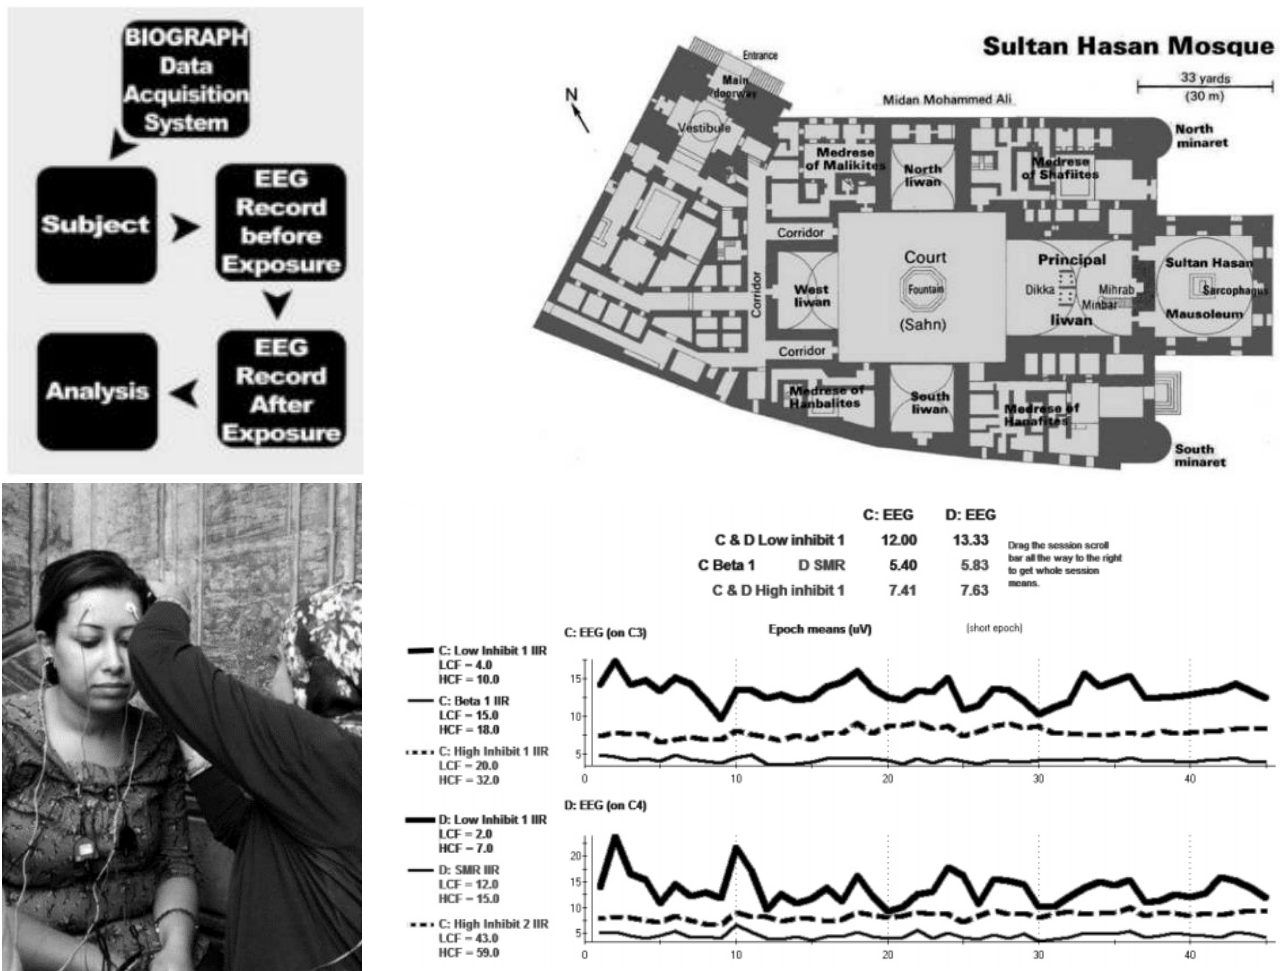 BIOGRAPH
Data
Acquisition
System
Subject
EEG
Record
before
Exposure
Analysis
EEG
Record
After
Exposure
Sultan Hasan Mosque
33 yards
(30 m)
N
Entrance
Main
doorway
Vestibule
Midan Mohammed Ali
North
minaret
Medrese
of Malikites
North
liwan
Medrese
of Shafiites
Corridor
Court
Fountain
(Sahn)
Principal
liwan
Dikka
Mihrab
Minbar
Sultan Hasan
Sarcophagus
Mausoleum
West
liwan
Corridor
Corridor
Medrese of
Hanbalites
South
liwan
Medrese of
Hanafites
South
minaret
C: EEG D: EEG
C & D Low inhibit 1 12.00 13.33
C Beta 1 D SMR 5.40 5.83
C & D High inhibit 1 7.41 7.63
Drag the session scroll
bar all the way to the right
to get whole session
means.
C: EEG (on C3) Epoch means (uV) (short epoch)
C: Low Inhibit 1 IIR
LCF = 4.0
HCF = 10.0
C: Beta 1 IIR
LCF = 15.0
HCF = 18.0
C: High Inhibit 1 IIR
LCF = 20.0
HCF = 32.0
15
10
5
0 10 20 30 40
D: EEG (on C4)
D: Low Inhibit 1 IIR
LCF = 2.0
HCF = 7.0
D: SMR IIR
LCF = 12.0
HCF = 15.0
C: High Inhibit 2 IIR
LCF = 43.0
HCF = 59.0
20
15
10
5
0 10 20 30 40